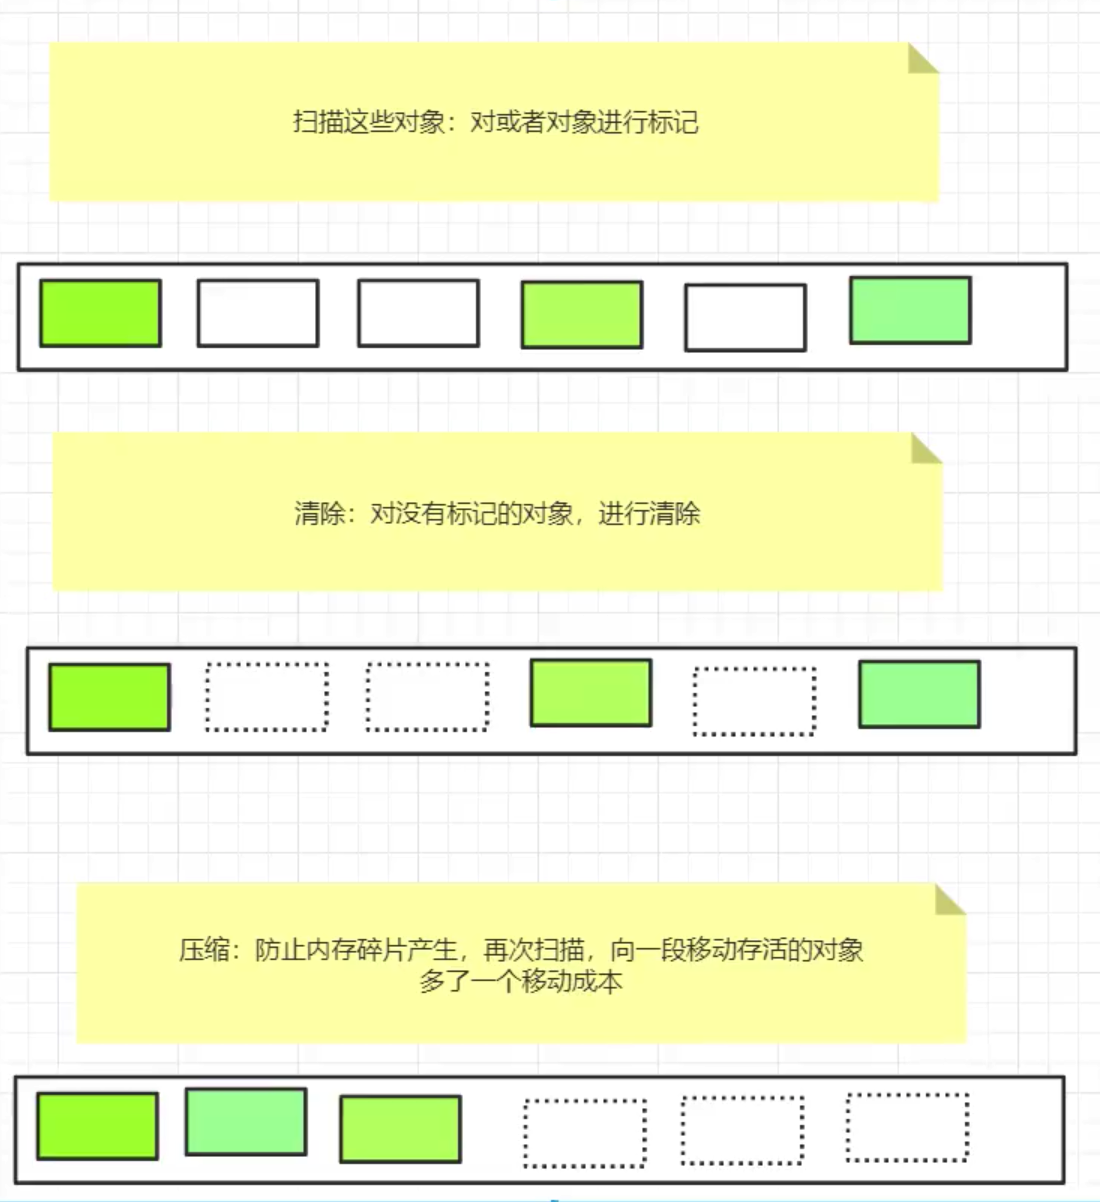 扫描这些对象：对或者对象进行标记
清除：对没有标记的对象，进行清除
压缩：防止内存碎片产生，再次扫描，向一段移动存活的对象
多了一个移动成本